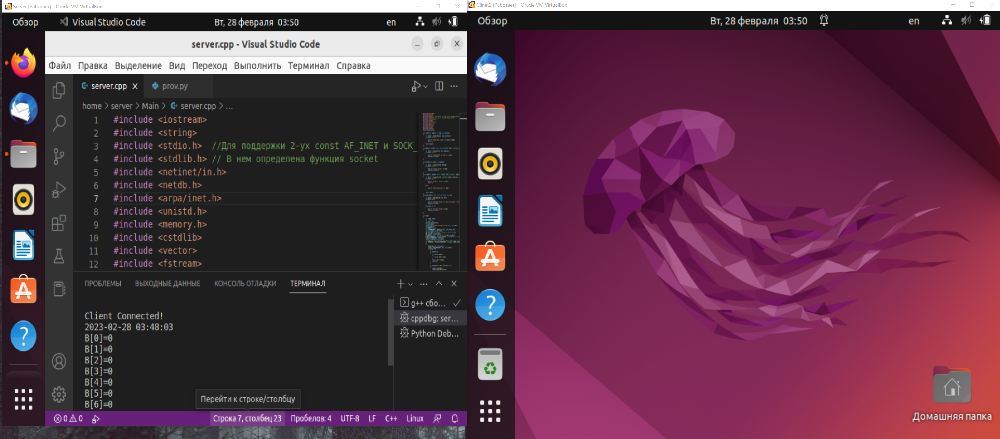 Server [Работает] - Oracle VM VirtualBox
Обзор
Visual Studio Code
Вт, 28 февраля 03:50
en
server.cpp - Visual Studio Code
Файл Правка Выделение Вид Переход Выполнить Терминал Справка
server.cpp
prov.py
home > server > Main > server.cpp > ...
1 #include <iostream>
2 #include <string>
3 #include <stdio.h> //Для поддержки 2-ух const AF_INET и SOCK_
4 #include <stdlib.h> // В нем определена функция socket
5 #include <netinet/in.h>
6 #include <netdb.h>
7 #include <arpa/inet.h>
8 #include <unistd.h>
9 #include <memory.h>
10 #include <cstdlib>
11 #include <vector>
12 #include <fstream>
ПРОБЛЕМЫ ВЫХОДНЫЕ ДАННЫЕ КОНСОЛЬ ОТЛАДКИ ТЕРМИНАЛ
g++ сбо...
cppdbg: ser...
Python Deb...
Client Connected!
2023-02-28 03:48:03
B[0]=0
B[1]=0
B[2]=0
B[3]=0
B[4]=0
B[5]=0
B[6]=0
Перейти к строке/столбцу
0 0
Строка 7, столбец 23 Пробелов: 4 UTF-8 LF C++ Linux
Clinet2 [Работает] - Oracle VM VirtualBox
Обзор
Вт, 28 февраля 03:50
en
Домашняя папка